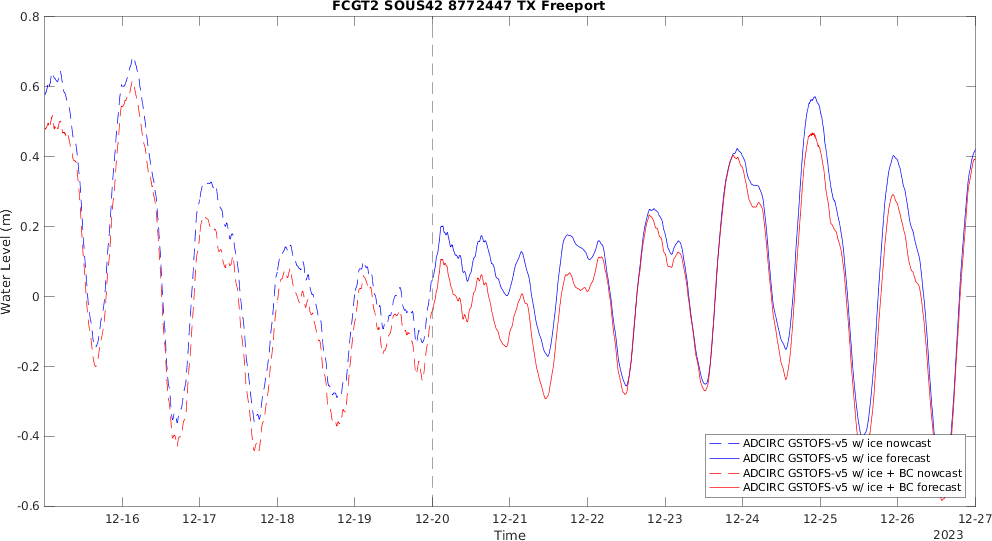 FCGT2 SOUS42 8772447 TX Freeport
Water Level (m)
0.8
0.6
0.4
0.2
0
-0.2
-0.4
-0.6
12-16 12-17 12-18 12-19 12-20 12-21 12-22 12-23 12-24 12-25 12-26 12-27
Time
2023
ADCIRC GSTOFS-v5 w/ ice nowcast
ADCIRC GSTOFS-v5 w/ ice forecast
ADCIRC GSTOFS-v5 w/ ice + BC nowcast
ADCIRC GSTOFS-v5 w/ ice + BC forecast